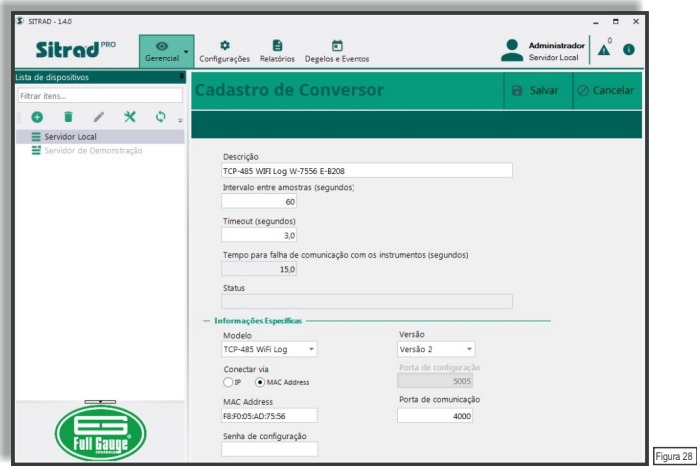 SITRAD - 1.4.0
Sitrad PRO
Gerencial
Configurações
Relatórios
Degelos e Eventos
Administrador
Servidor Local
0
Lista de dispositivos
Filtrar itens...
Servidor Local
Servidor de Demonstração
Cadastro de Conversor
Salvar
Cancelar
Descrição
TCP-485 WIFI Log W-7556 E-B208
Intervalo entre amostras (segundos)
60
Timeout (segundos)
3,0
Tempo para falha de comunicação com os instrumentos (segundos)
15,0
Status
Informações Específicas
Modelo
Versão
TCP-485 WiFi Log
Versão 2
Conectar via
Porta de configuração
IP
MAC Address
5005
MAC Address
Porta de comunicação
F8:F0:05:AD:75:56
4000
Senha de configuração
Full Gauge
CONTROLS
Figura 28